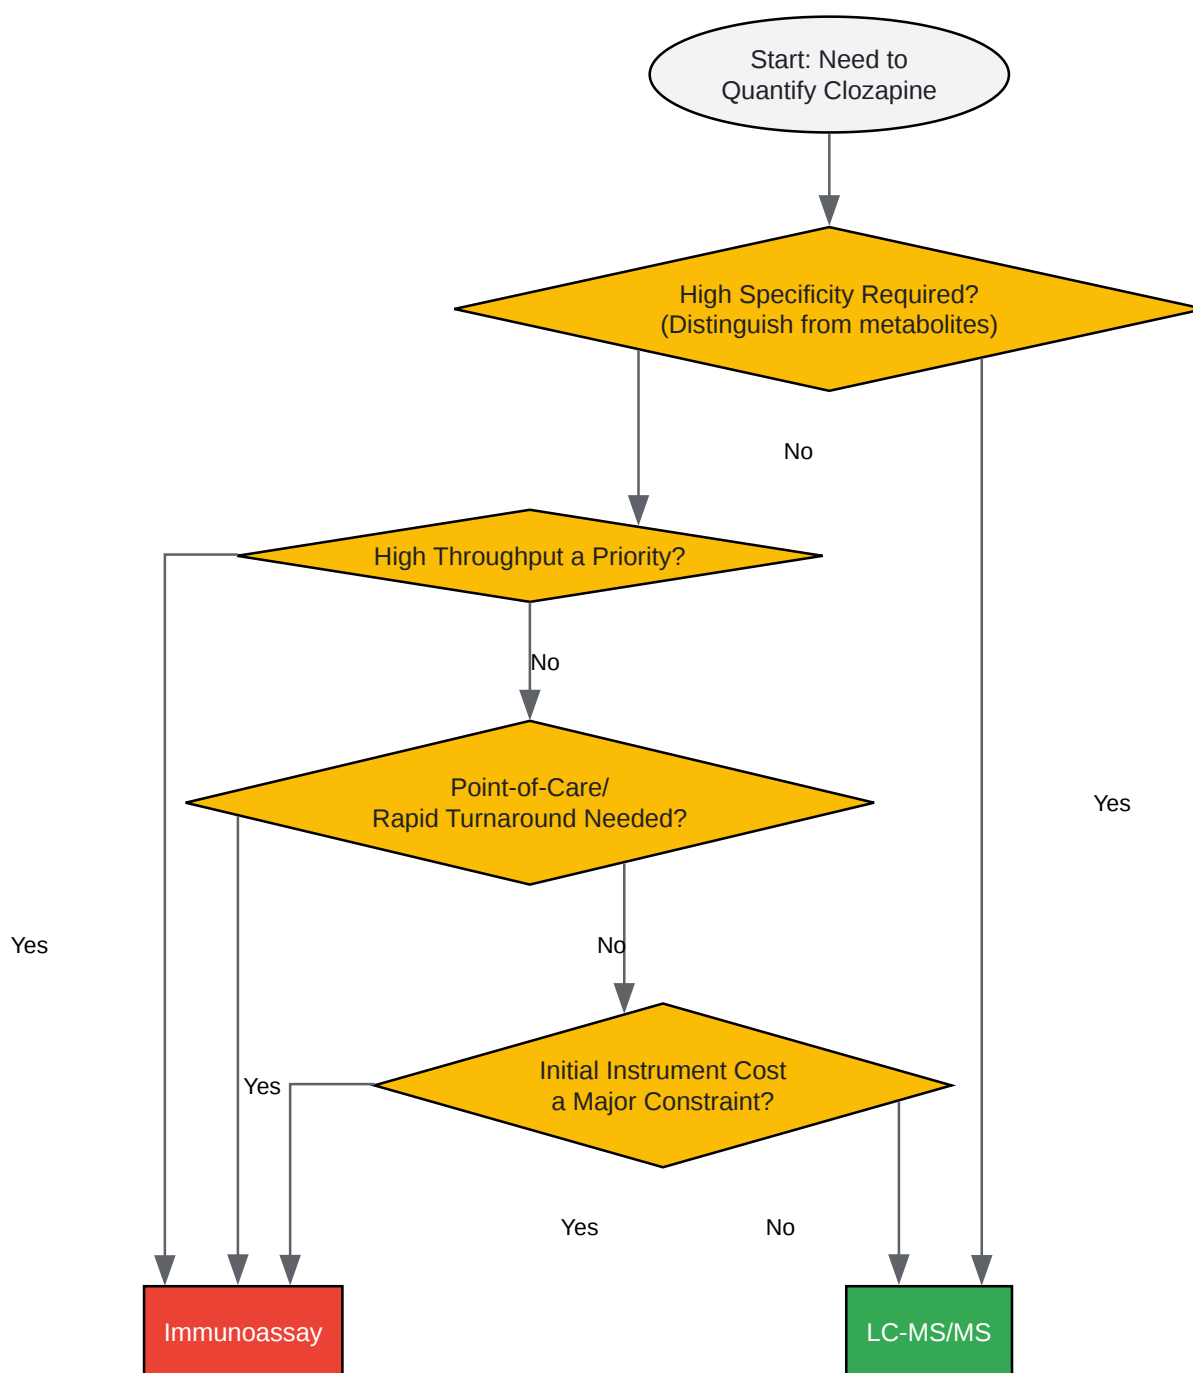 Start: Need to
Quantify Clozapine
High Specificity Required?
(Distinguish from metabolites)
No
High Throughput a Priority?
No
Point-of-Care/
Rapid Turnaround Needed?
Yes
Yes
No
Initial Instrument Cost
a Major Constraint?
Yes
Yes
No
Immunoassay
LC-MS/MS